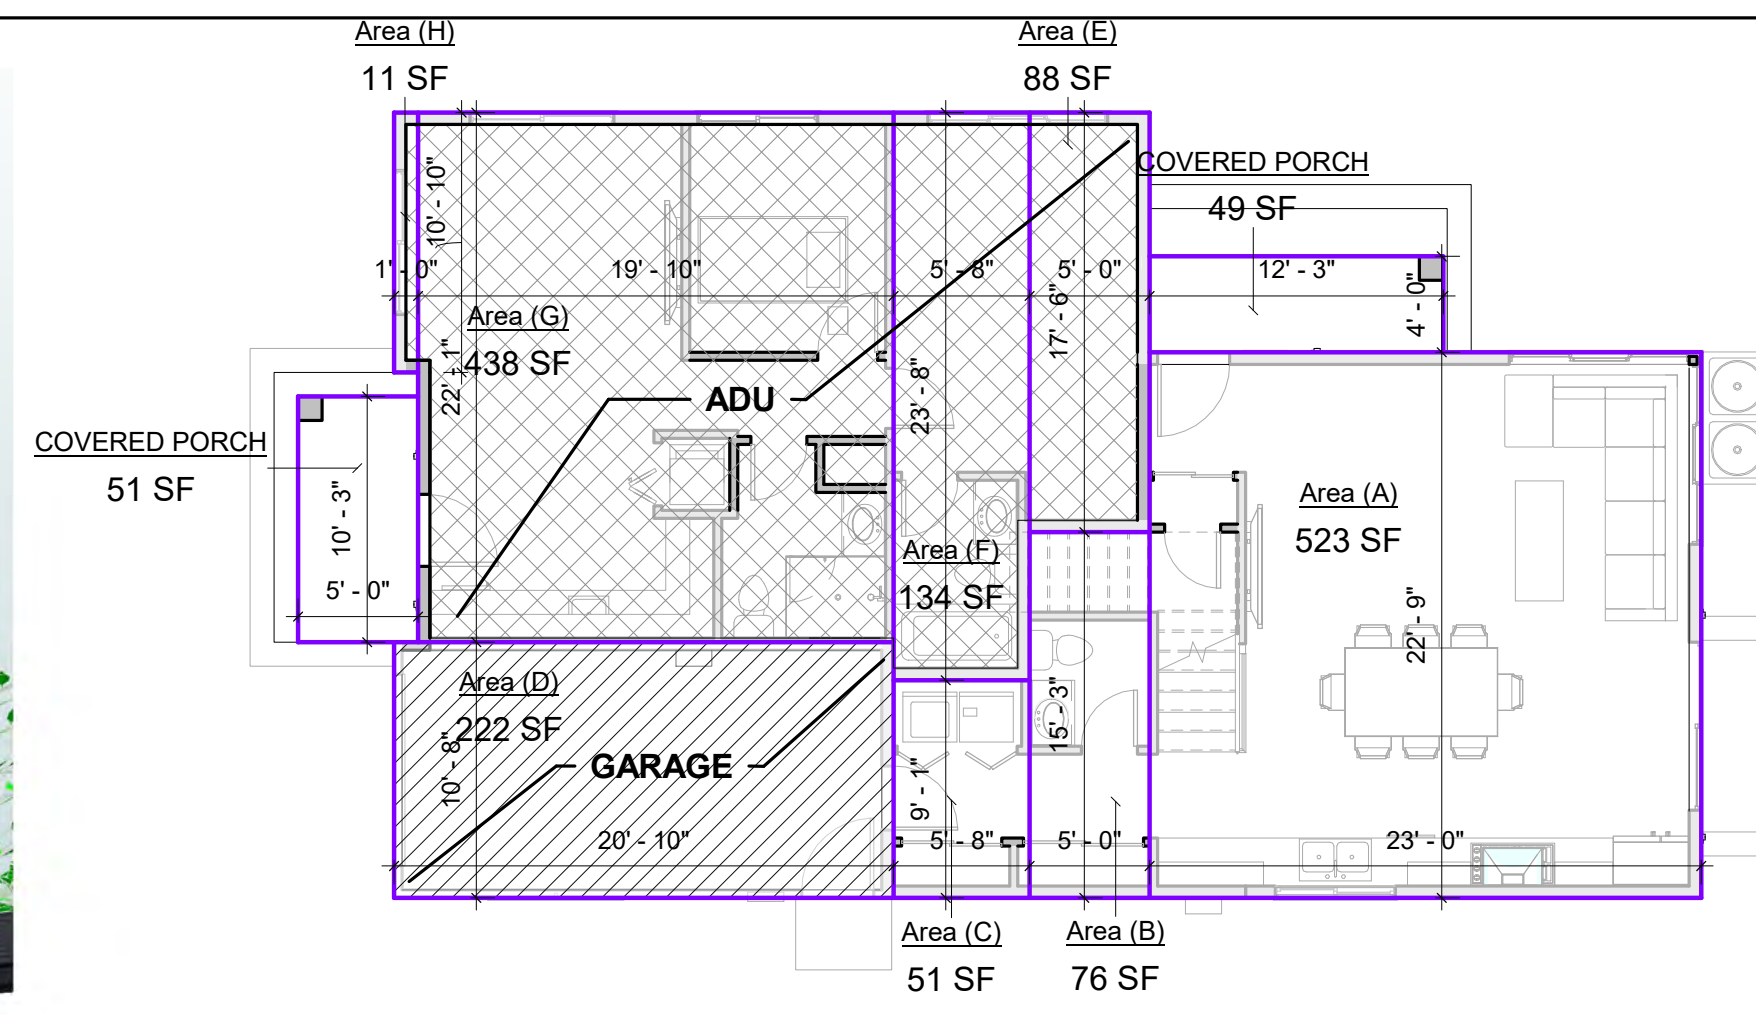 Area (H)
11 SF
Area (E)
88 SF
COVERED PORCH
49 SF
10' - 10"
1' - 0"
19' - 10"
5' - 8"
5' - 0"
12' - 3"
4' - 0"
17' - 6"
Area (G)
438 SF
22' - 1"
23' - 8"
ADU
COVERED PORCH
51 SF
10' - 3"
5' - 0"
Area (A)
523 SF
Area (F)
134 SF
22' - 9"
Area (D)
222 SF
10' - 8"
GARAGE
15' - 3"
9' - 1"
20' - 10"
5' - 8"
5' - 0"
23' - 0"
Area (C)
51 SF
Area (B)
76 SF